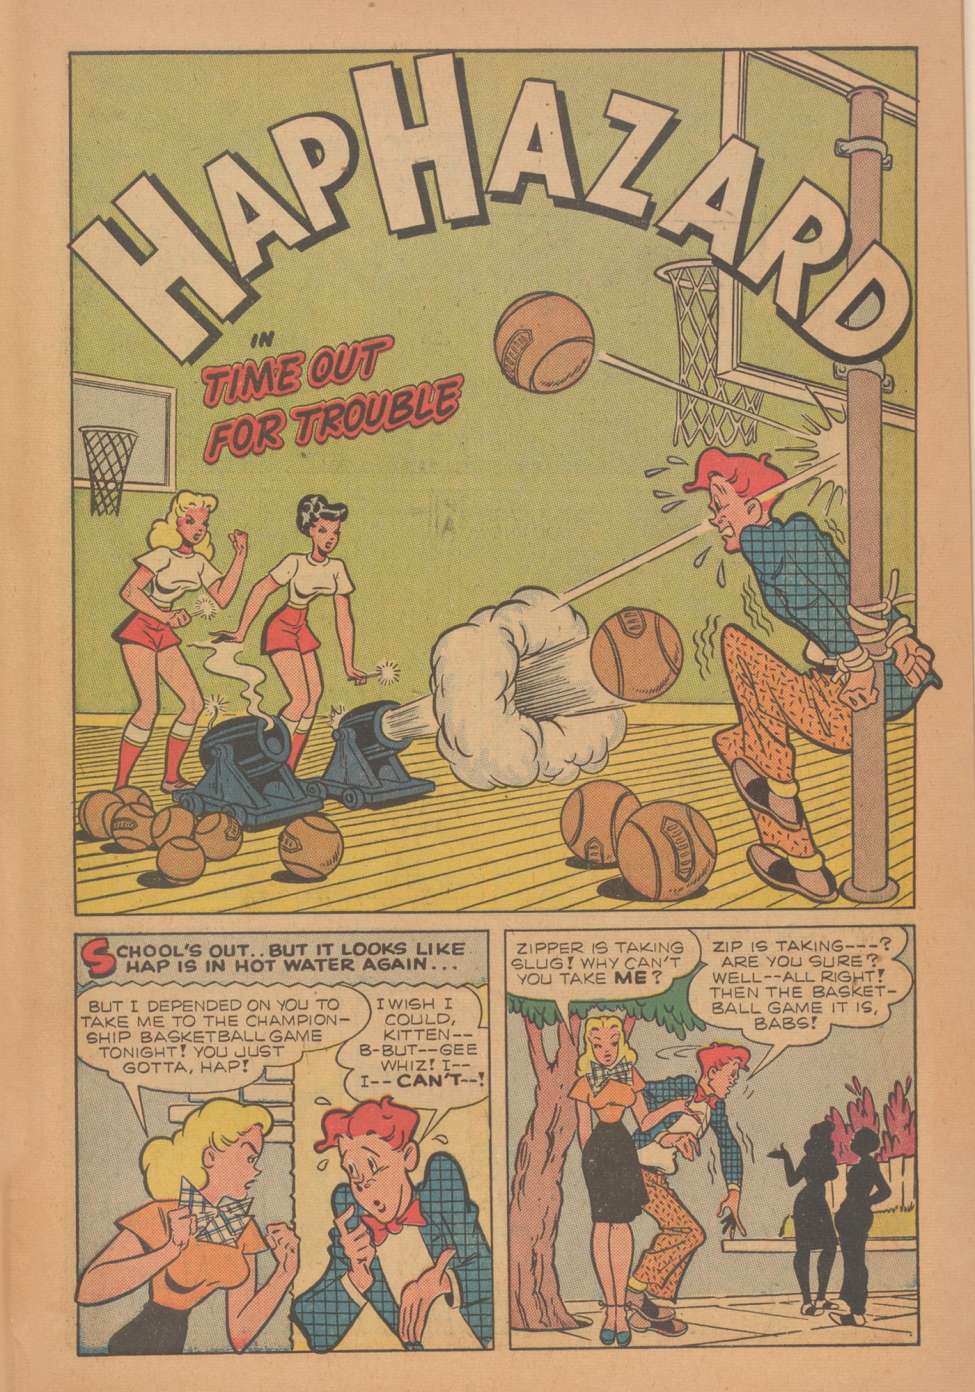 HAP HAZARD
IN
TIME OUT
FOR TROUBLE
SCHOOL'S OUT.. BUT IT LOOKS LIKE
HAP IS IN HOT WATER AGAIN...
BUT I DEPENDED ON YOU TO
TAKE ME TO THE CHAMPION-
SHIP BASKETBALL GAME
TONIGHT! YOU JUST
GOTTA, HAP!
I WISH I
COULD,
KITTEN--
B-BUT--GEE
WHIZ! I--
I--CAN'T--!
ZIPPER IS TAKING
SLUG! WHY CAN'T
YOU TAKE ME?
ZIP IS TAKING---?
ARE YOU SURE?
WELL--ALL RIGHT!
THEN THE BASKET-
BALL GAME IT IS,
BABS!